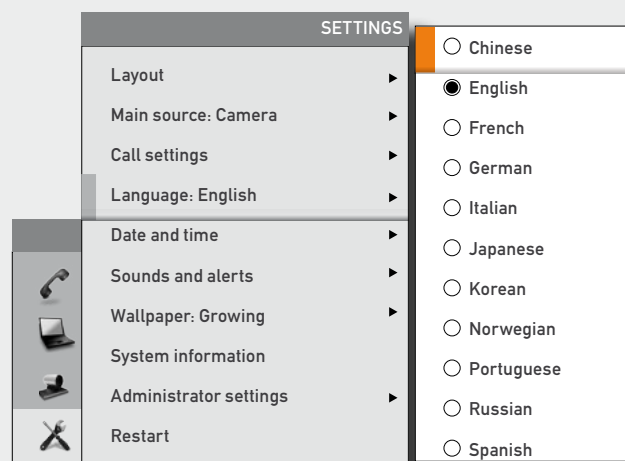 SETTINGS
Layout
Main source: Camera
Call settings
Language: English
Date and time
Sounds and alerts
Wallpaper: Growing
System information
Administrator settings
Restart
Chinese
English
French
German
Italian
Japanese
Korean
Norwegian
Portuguese
Russian
Spanish